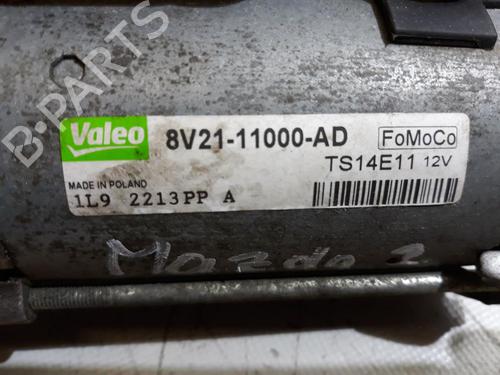 B-PARTS
Valeo
8V21-11000-AD
FoMoCo
TS14E11 12V
MADE IN POLAND
1L9 2213PP A
Mazda 2